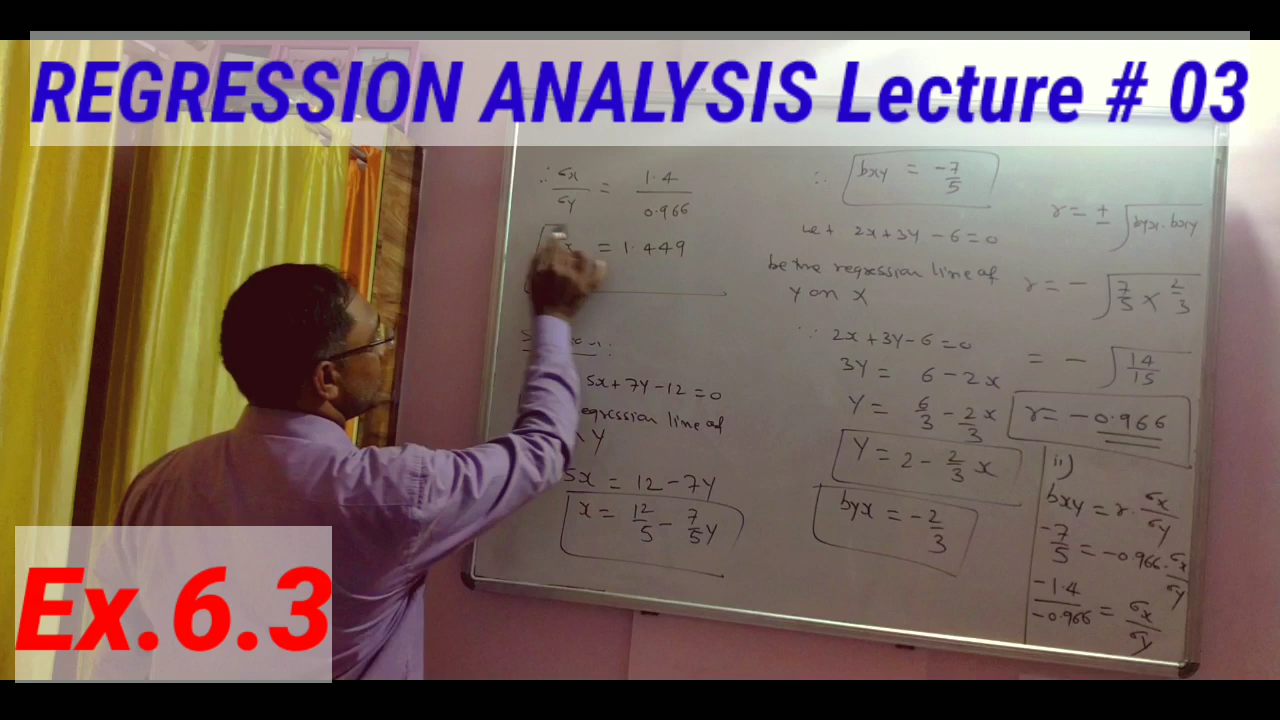 REGRESSION ANALYSIS Lecture # 03
∴ σx/σy = 1.4/0.966
= 1.449
5x + 7y - 12 = 0
regression line of
Y
5x = 12 - 7y
x = 12/5 - 7/5 y
∴ bxy = -7/5
let 2x + 3y - 6 = 0
be the regression line of
Y on X
∴ 2x + 3y - 6 = 0
3y = 6 - 2x
y = 6/3 - 2/3 x
Y = 2 - 2/3 x
byx = -2/3
r = ± √byx.bxy
r = - √7/5 × 2/3
= - √14/15
r = -0.966
ii)
bxy = r. σx/σy
-7/5 = -0.966. σx/σy
-1.4/-0.966 = σx/σy
Ex.6.3